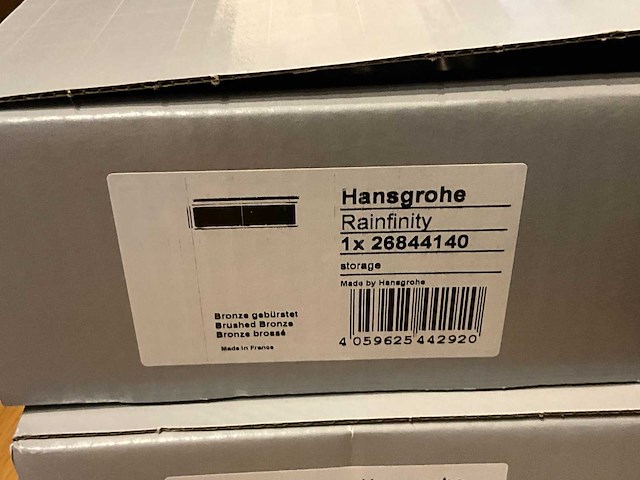 Hansgrohe
Rainfinity
1x 26844140
storage
Made by Hansgrohe
4 059625 442920
Bronze gebürstet
Brushed Bronze
Bronze brossé
Made in France